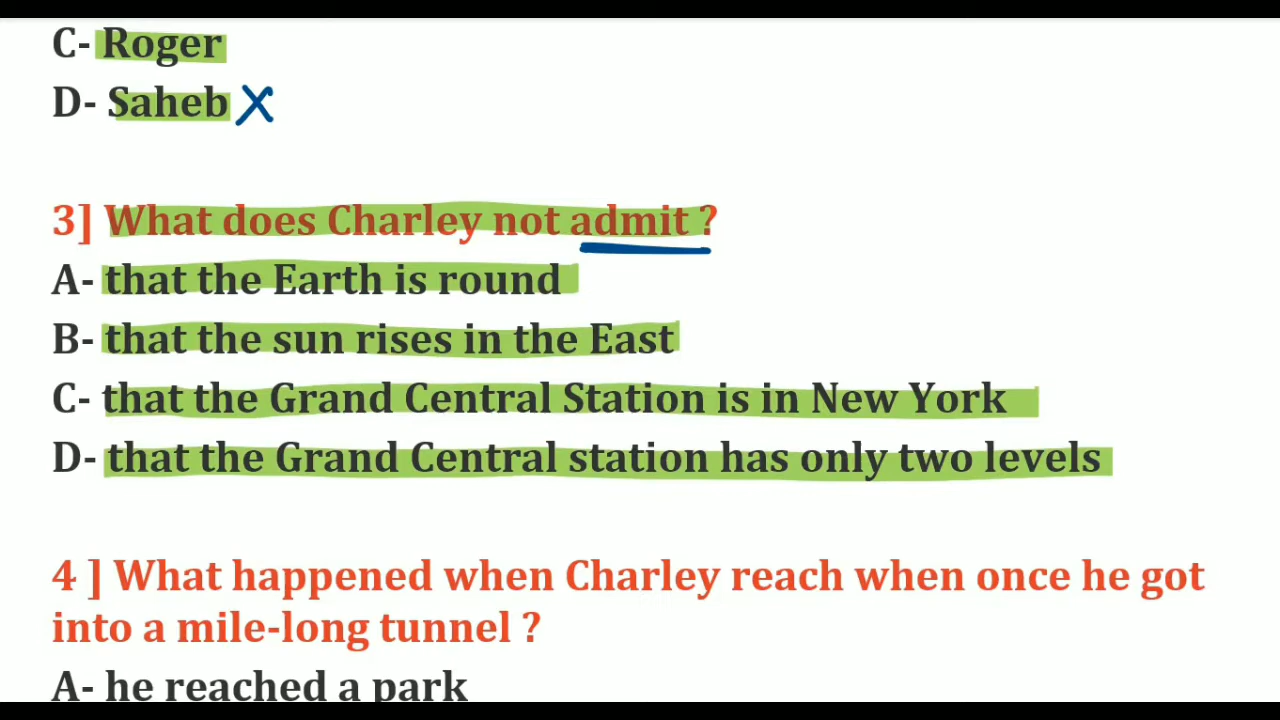 C- Roger
D- Saheb X
3] What does Charley not admit ?
A- that the Earth is round
B- that the sun rises in the East
C- that the Grand Central Station is in New York
D- that the Grand Central station has only two levels
4 ] What happened when Charley reach when once he got
into a mile-long tunnel ?
A- he reached a park